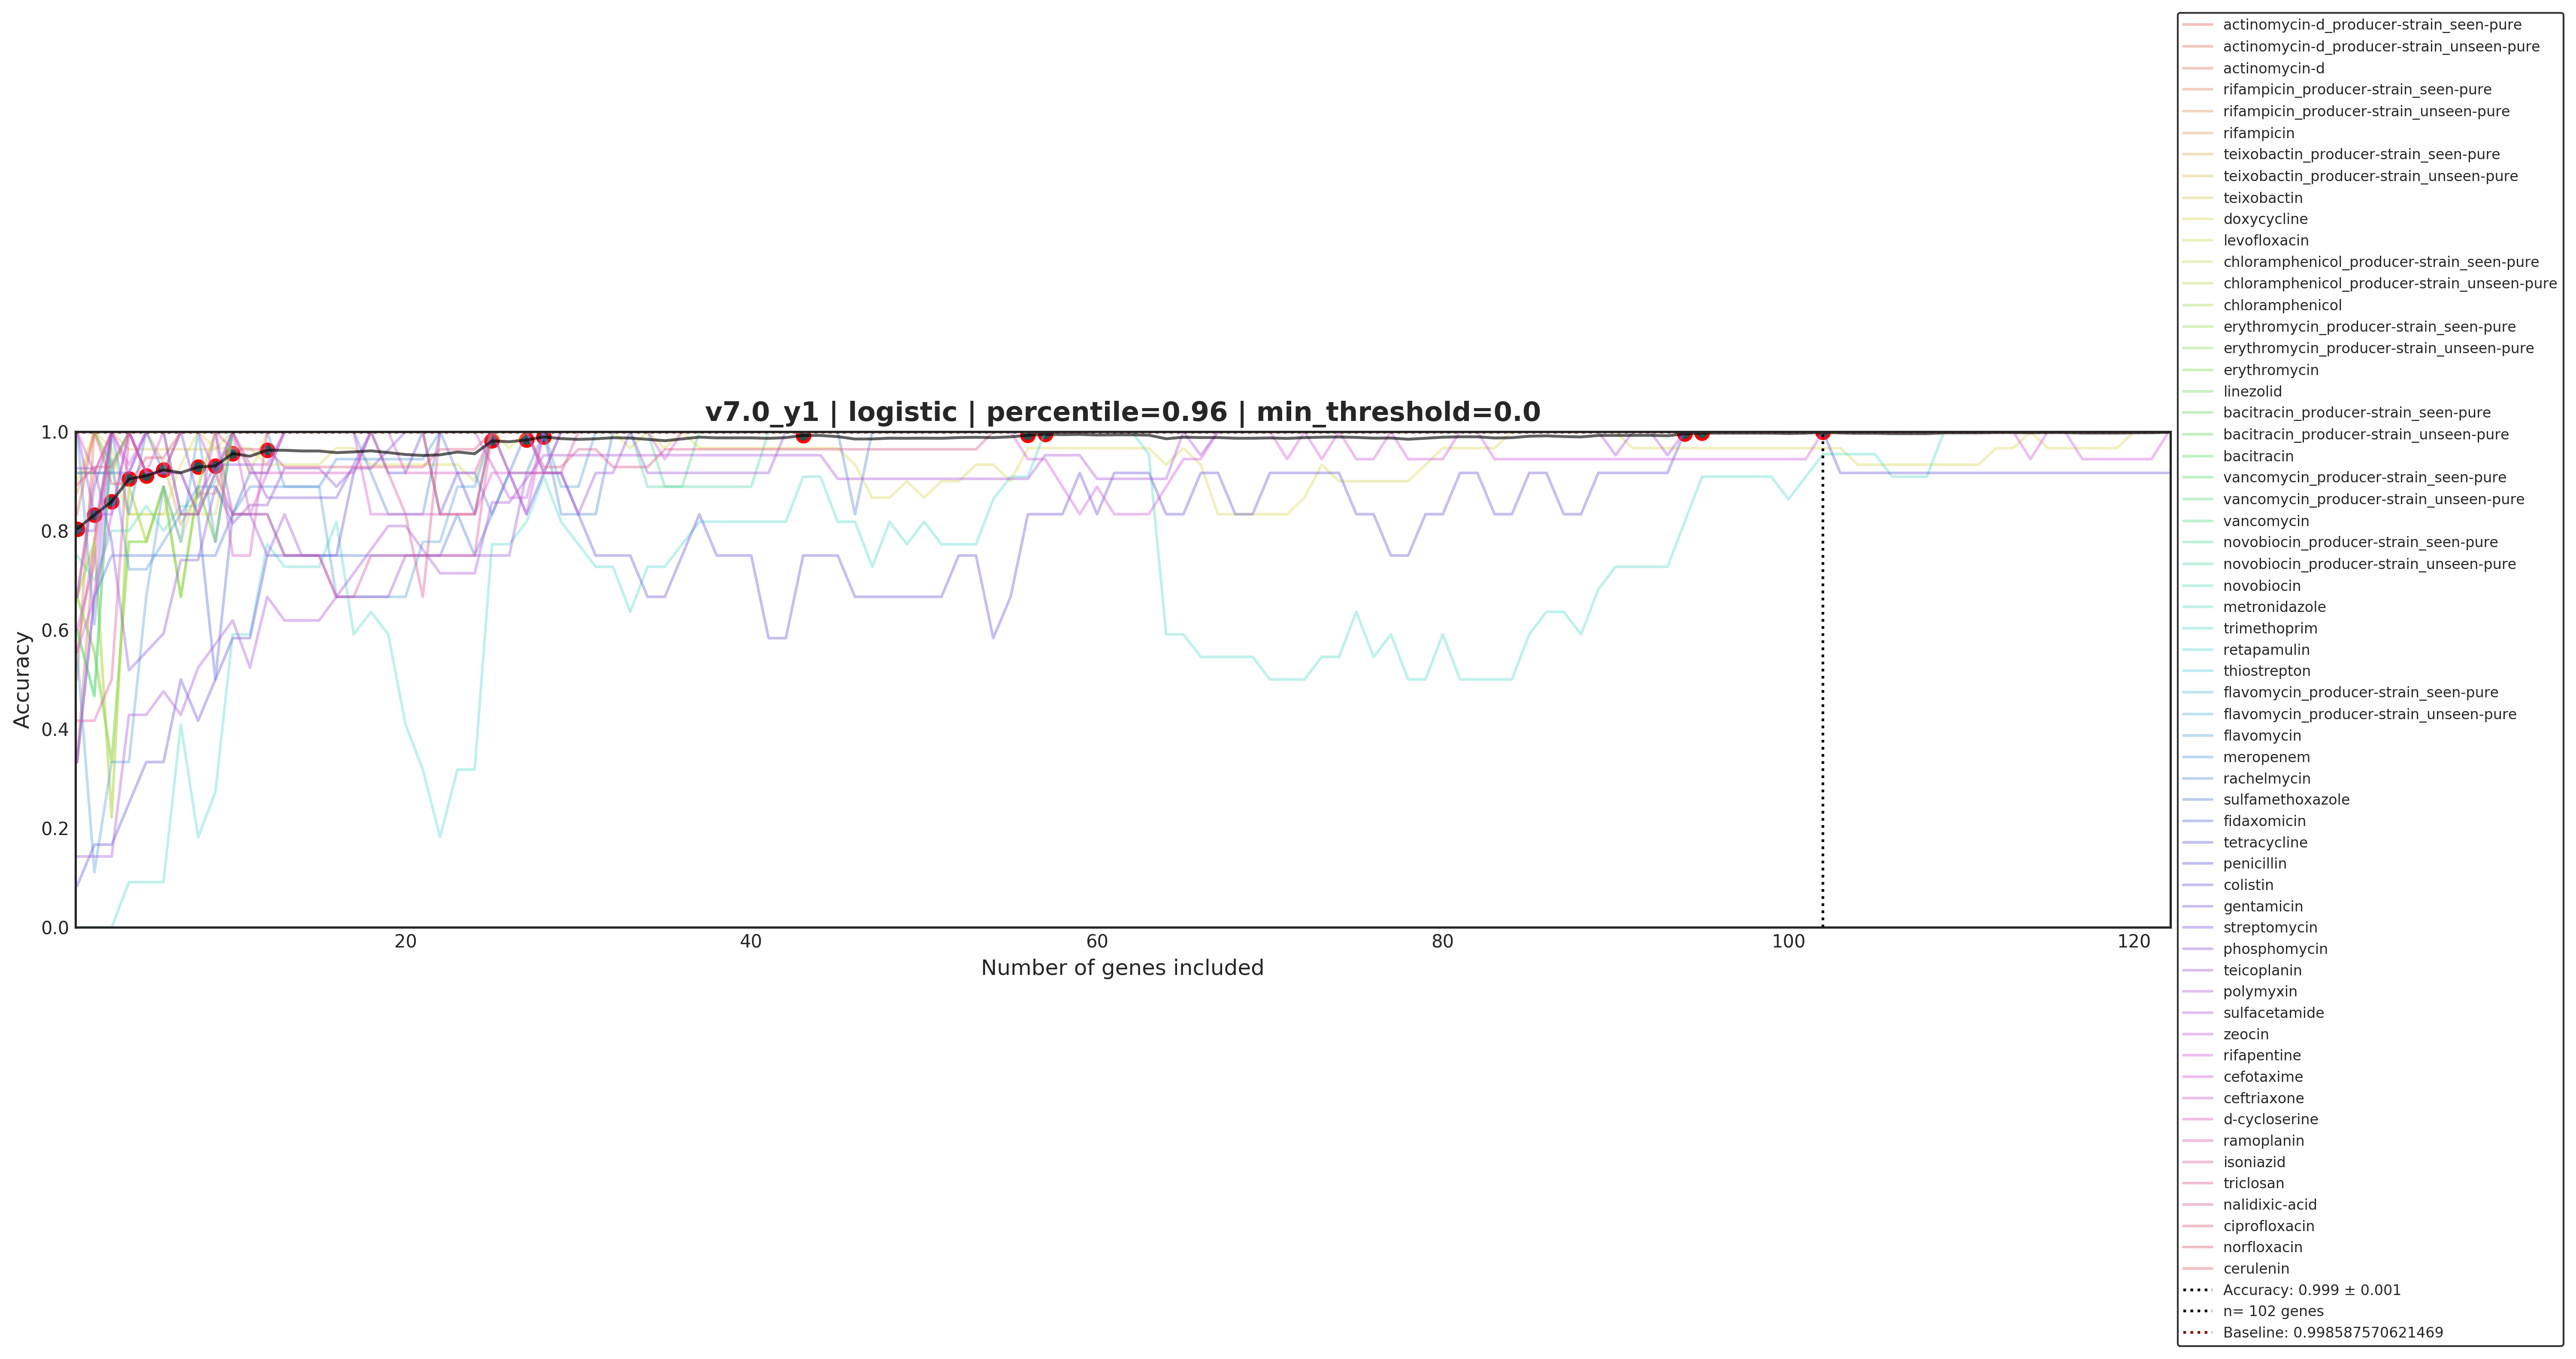 v7.0_y1 | logistic | percentile=0.96 | min_threshold=0.0
Accuracy
1.0
0.8
0.6
0.4
0.2
0.0
20
40
60
80
100
120
Number of genes included
actinomycin-d_producer-strain_seen-pure
actinomycin-d_producer-strain_unseen-pure
actinomycin-d
rifampicin_producer-strain_seen-pure
rifampicin_producer-strain_unseen-pure
rifampicin
teixobactin_producer-strain_seen-pure
teixobactin_producer-strain_unseen-pure
teixobactin
doxycycline
levofloxacin
chloramphenicol_producer-strain_seen-pure
chloramphenicol_producer-strain_unseen-pure
chloramphenicol
erythromycin_producer-strain_seen-pure
erythromycin_producer-strain_unseen-pure
erythromycin
linezolid
bacitracin_producer-strain_seen-pure
bacitracin_producer-strain_unseen-pure
bacitracin
vancomycin_producer-strain_seen-pure
vancomycin_producer-strain_unseen-pure
vancomycin
novobiocin_producer-strain_seen-pure
novobiocin_producer-strain_unseen-pure
novobiocin
metronidazole
trimethoprim
retapamulin
thiostrepton
flavomycin_producer-strain_seen-pure
flavomycin_producer-strain_unseen-pure
flavomycin
meropenem
rachelmycin
sulfamethoxazole
fidaxomicin
tetracycline
penicillin
colistin
gentamicin
streptomycin
phosphomycin
teicoplanin
polymyxin
sulfacetamide
zeocin
rifapentine
cefotaxime
ceftriaxone
d-cycloserine
ramoplanin
isoniazid
triclosan
nalidixic-acid
ciprofloxacin
norfloxacin
cerulenin
Accuracy: 0.999 ± 0.001
n= 102 genes
Baseline: 0.998587570621469